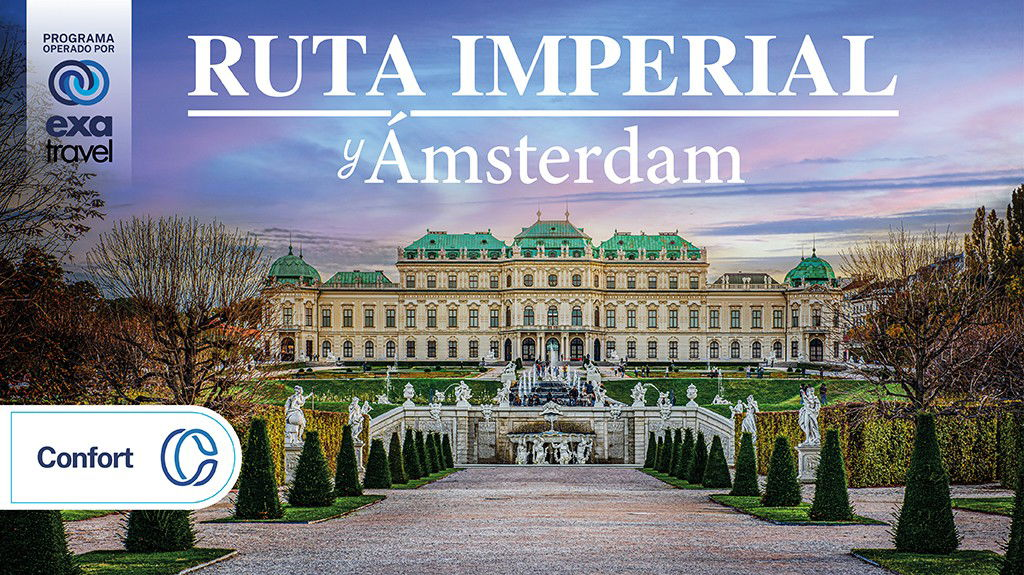 PROGRAMA
OPERADO POR
exa
travel
RUTA IMPERIAL
y Ámsterdam
Confort